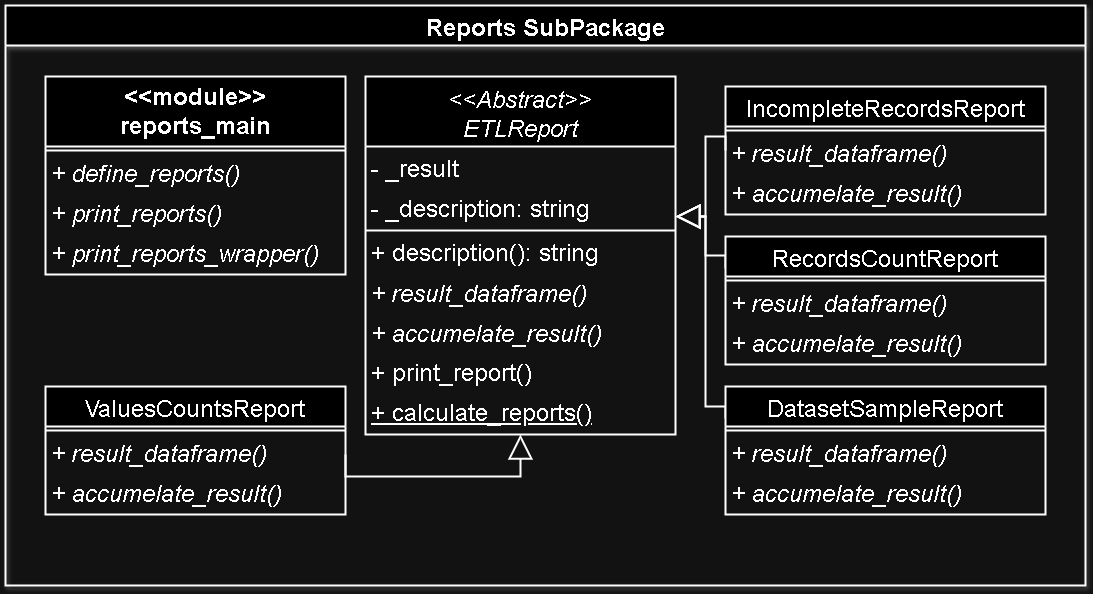 Reports SubPackage
<<module>>
reports_main
+ define_reports()
+ print_reports()
+ print_reports_wrapper()
<<Abstract>>
ETLReport
- _result
- _description: string
+ description(): string
+ result_dataframe()
+ accumelate_result()
+ print_report()
+ calculate_reports()
IncompleteRecordsReport
+ result_dataframe()
+ accumelate_result()
RecordsCountReport
+ result_dataframe()
+ accumelate_result()
ValuesCountsReport
+ result_dataframe()
+ accumelate_result()
DatasetSampleReport
+ result_dataframe()
+ accumelate_result()